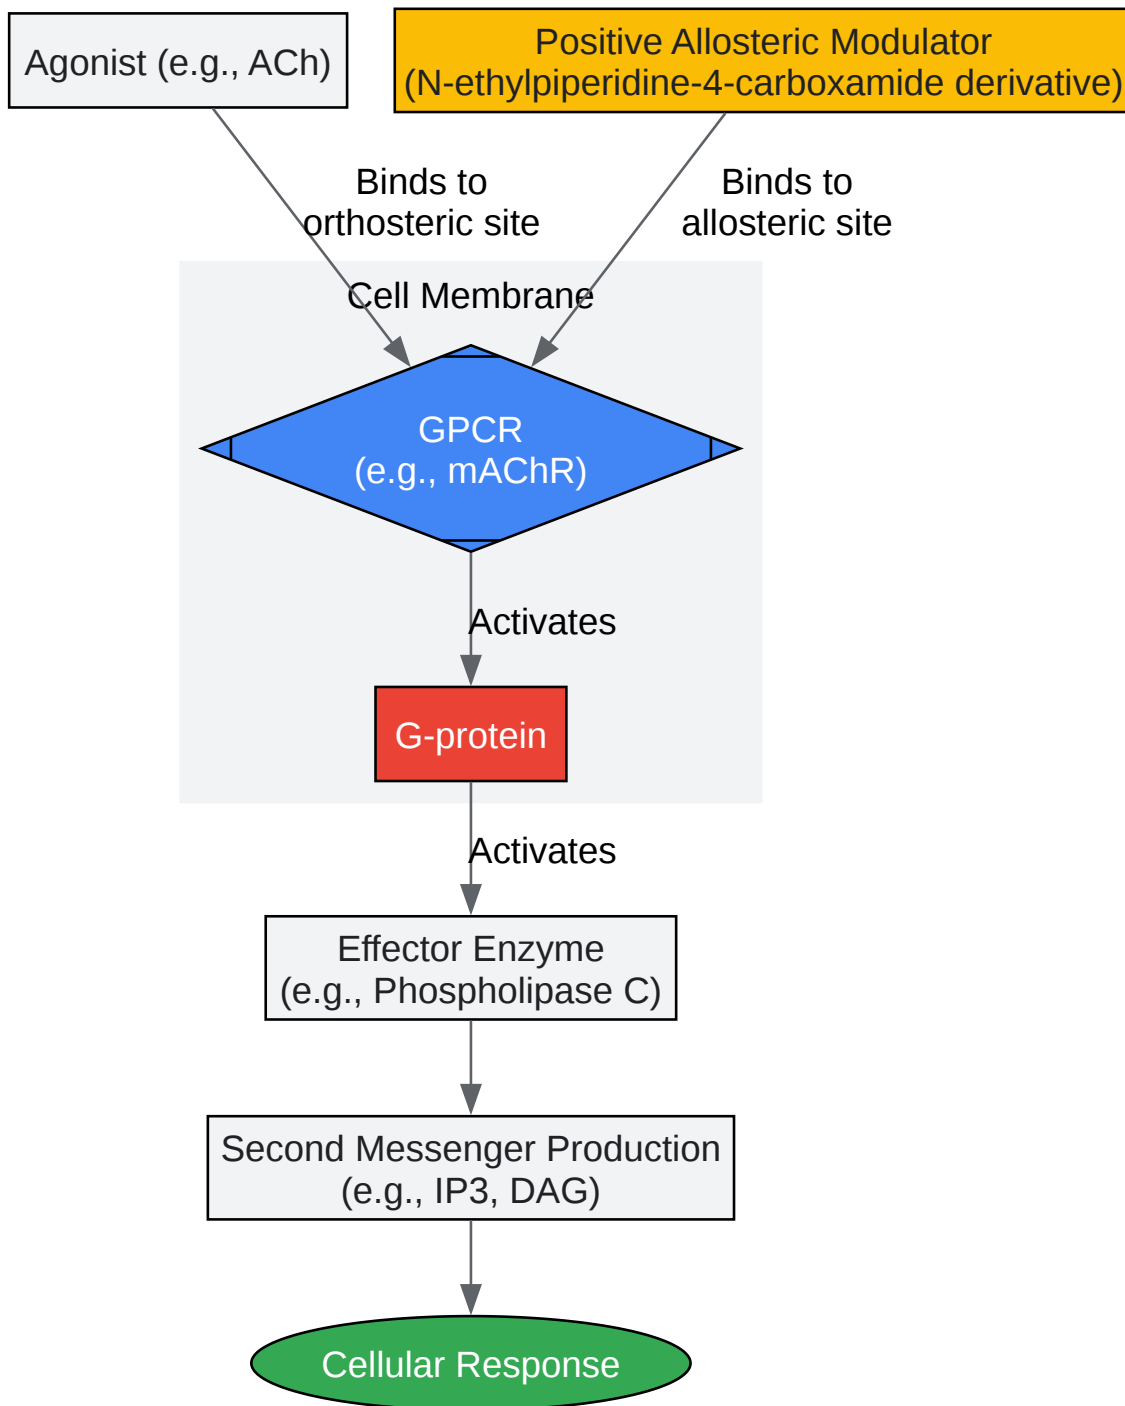 Agonist (e.g., ACh)
Positive Allosteric Modulator
(N-ethylpiperidine-4-carboxamide derivative)
Binds to
orthosteric site
Binds to
allosteric site
Cell Membrane
GPCR
(e.g., mAChR)
Activates
G-protein
Activates
Effector Enzyme
(e.g., Phospholipase C)
Second Messenger Production
(e.g., IP3, DAG)
Cellular Response